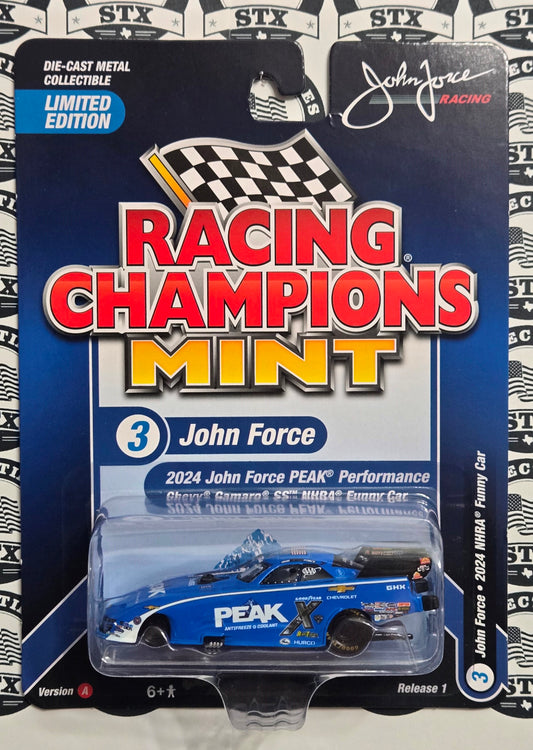 STX
DIE-CAST METAL
COLLECTIBLE
LIMITED
EDITION
John Force
RACING
RACING
CHAMPIONS®
MINT
3
John Force
2024 John Force PEAK® Performance
Chevy® Camaro® SS™ NHRA® Funny Car
PEAK
ANTIFREEZE + COOLANT
GOODYEAR
CHEVROLET
GHX
HURCO
3 John Force • 2024 NHRA® Funny Car
Version A
6+
Release 1